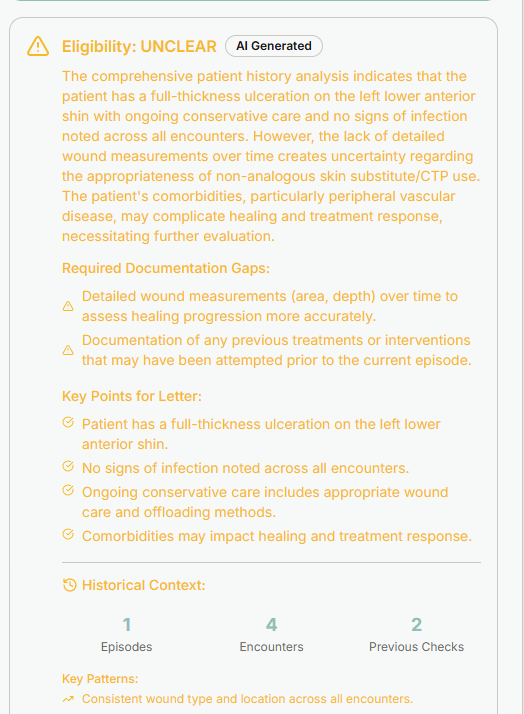 Eligibility: UNCLEAR AI Generated
The comprehensive patient history analysis indicates that the
patient has a full-thickness ulceration on the left lower anterior
shin with ongoing conservative care and no signs of infection
noted across all encounters. However, the lack of detailed
wound measurements over time creates uncertainty regarding
the appropriateness of non-analogous skin substitute/CTP use.
The patient's comorbidities, particularly peripheral vascular
disease, may complicate healing and treatment response,
necessitating further evaluation.
Required Documentation Gaps:
Detailed wound measurements (area, depth) over time to
assess healing progression more accurately.
Documentation of any previous treatments or interventions
that may have been attempted prior to the current episode.
Key Points for Letter:
Patient has a full-thickness ulceration on the left lower
anterior shin.
No signs of infection noted across all encounters.
Ongoing conservative care includes appropriate wound
care and offloading methods.
Comorbidities may impact healing and treatment response.
Historical Context:
1 4 2
Episodes Encounters Previous Checks
Key Patterns:
Consistent wound type and location across all encounters.